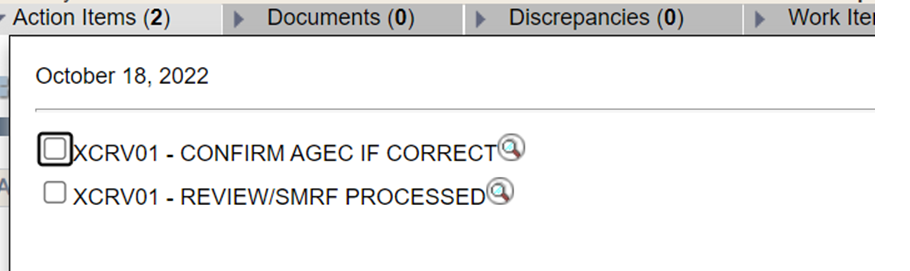 Action Items (2) Documents (0) Discrepancies (0) Work
October 18, 2022
XCRV01 - CONFIRM AGEC IF CORRECT
XCRV01 - REVIEW/SMRF PROCESSED